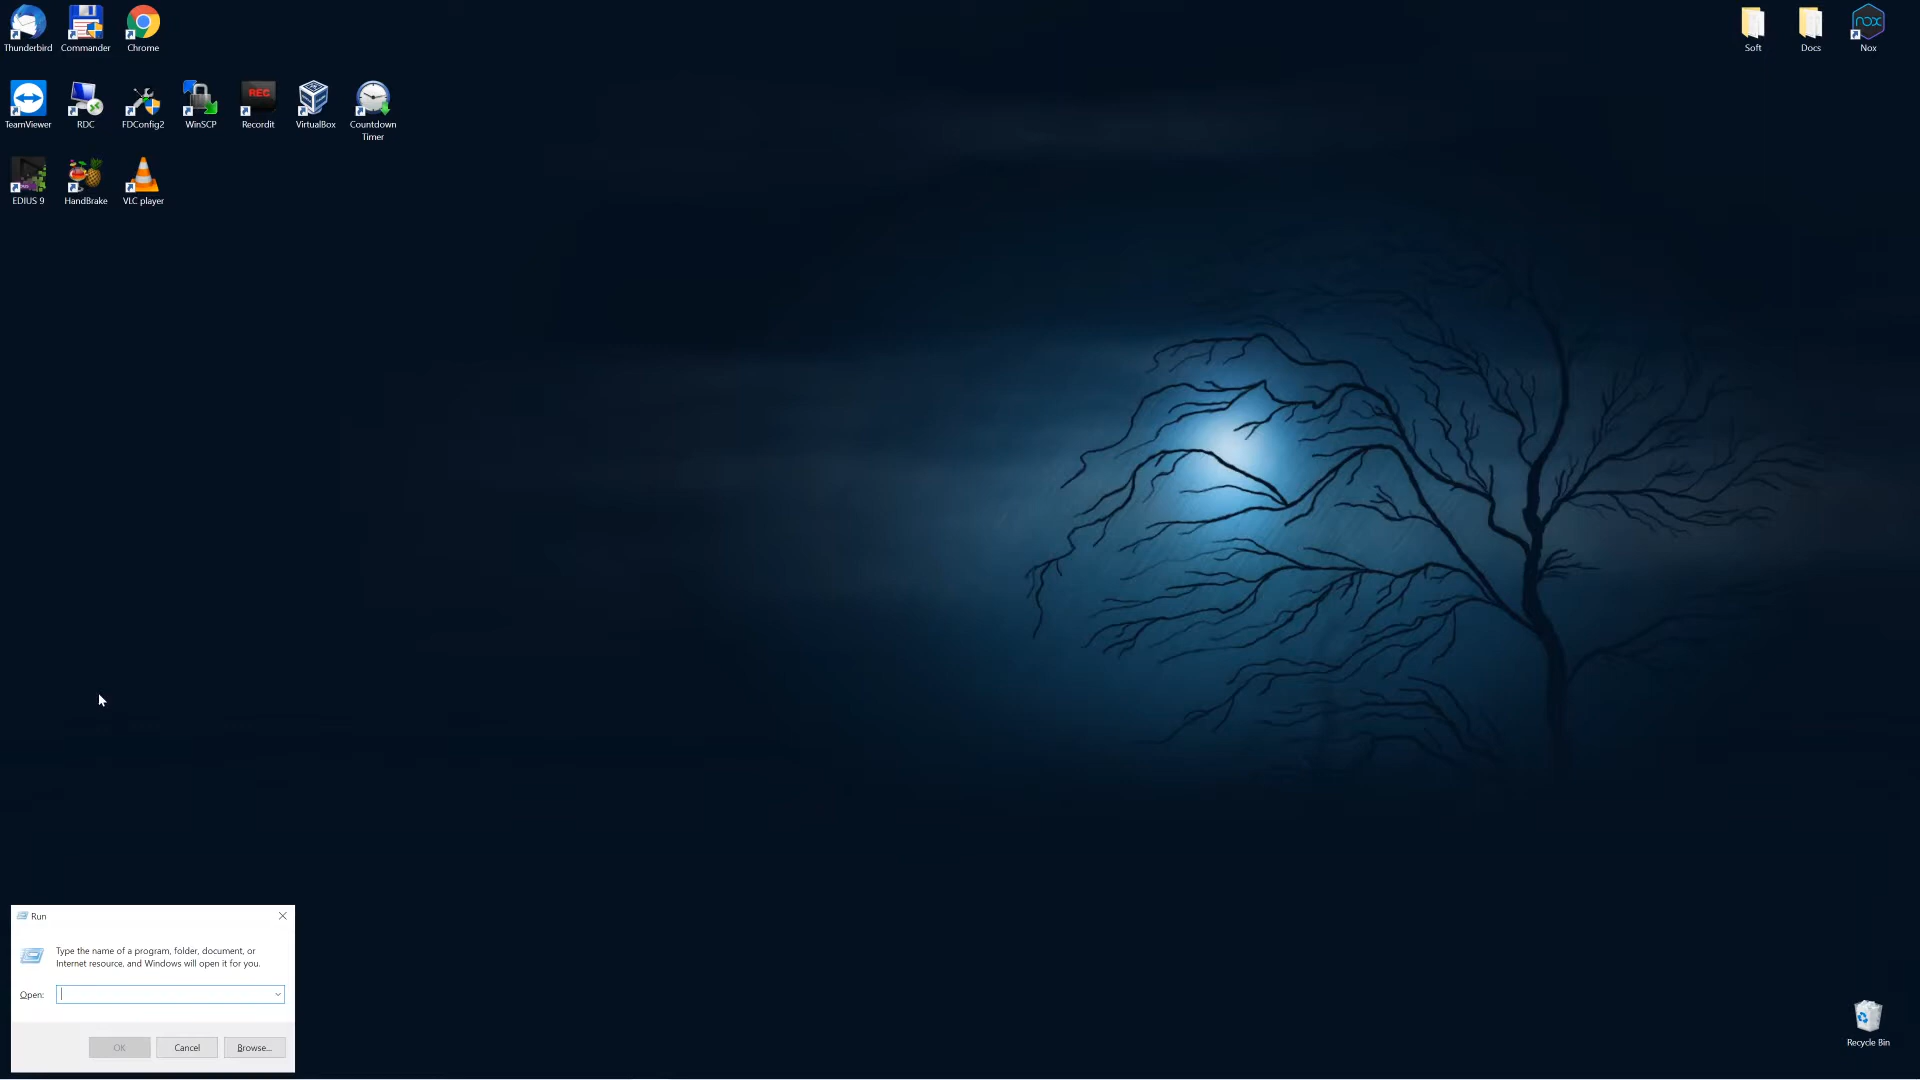 Thunderbird
Commander
Chrome
Soft
Docs
nox
Nox
REC
TeamViewer
RDC
FDConfig2
WinSCP
Recordit
VirtualBox
Countdown
Timer
EDIUS 9
HandBrake
VLC player
Run
Type the name of a program, folder, document, or
Internet resource, and Windows will open it for you.
Open:
OK
Cancel
Browse...
Recycle Bin